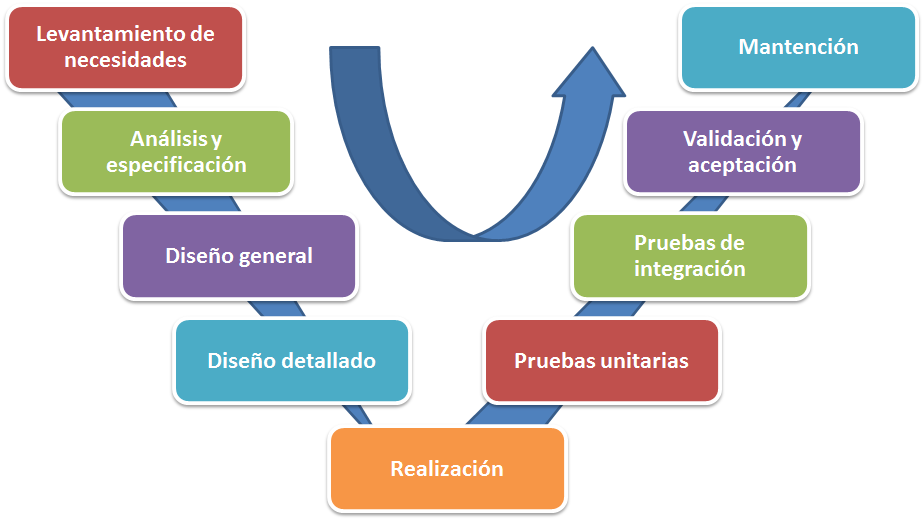 Levantamiento de
necesidades
Análisis y
especificación
Diseño general
Diseño detallado
Realización
Pruebas unitarias
Pruebas de
integración
Validación y
aceptación
Mantención